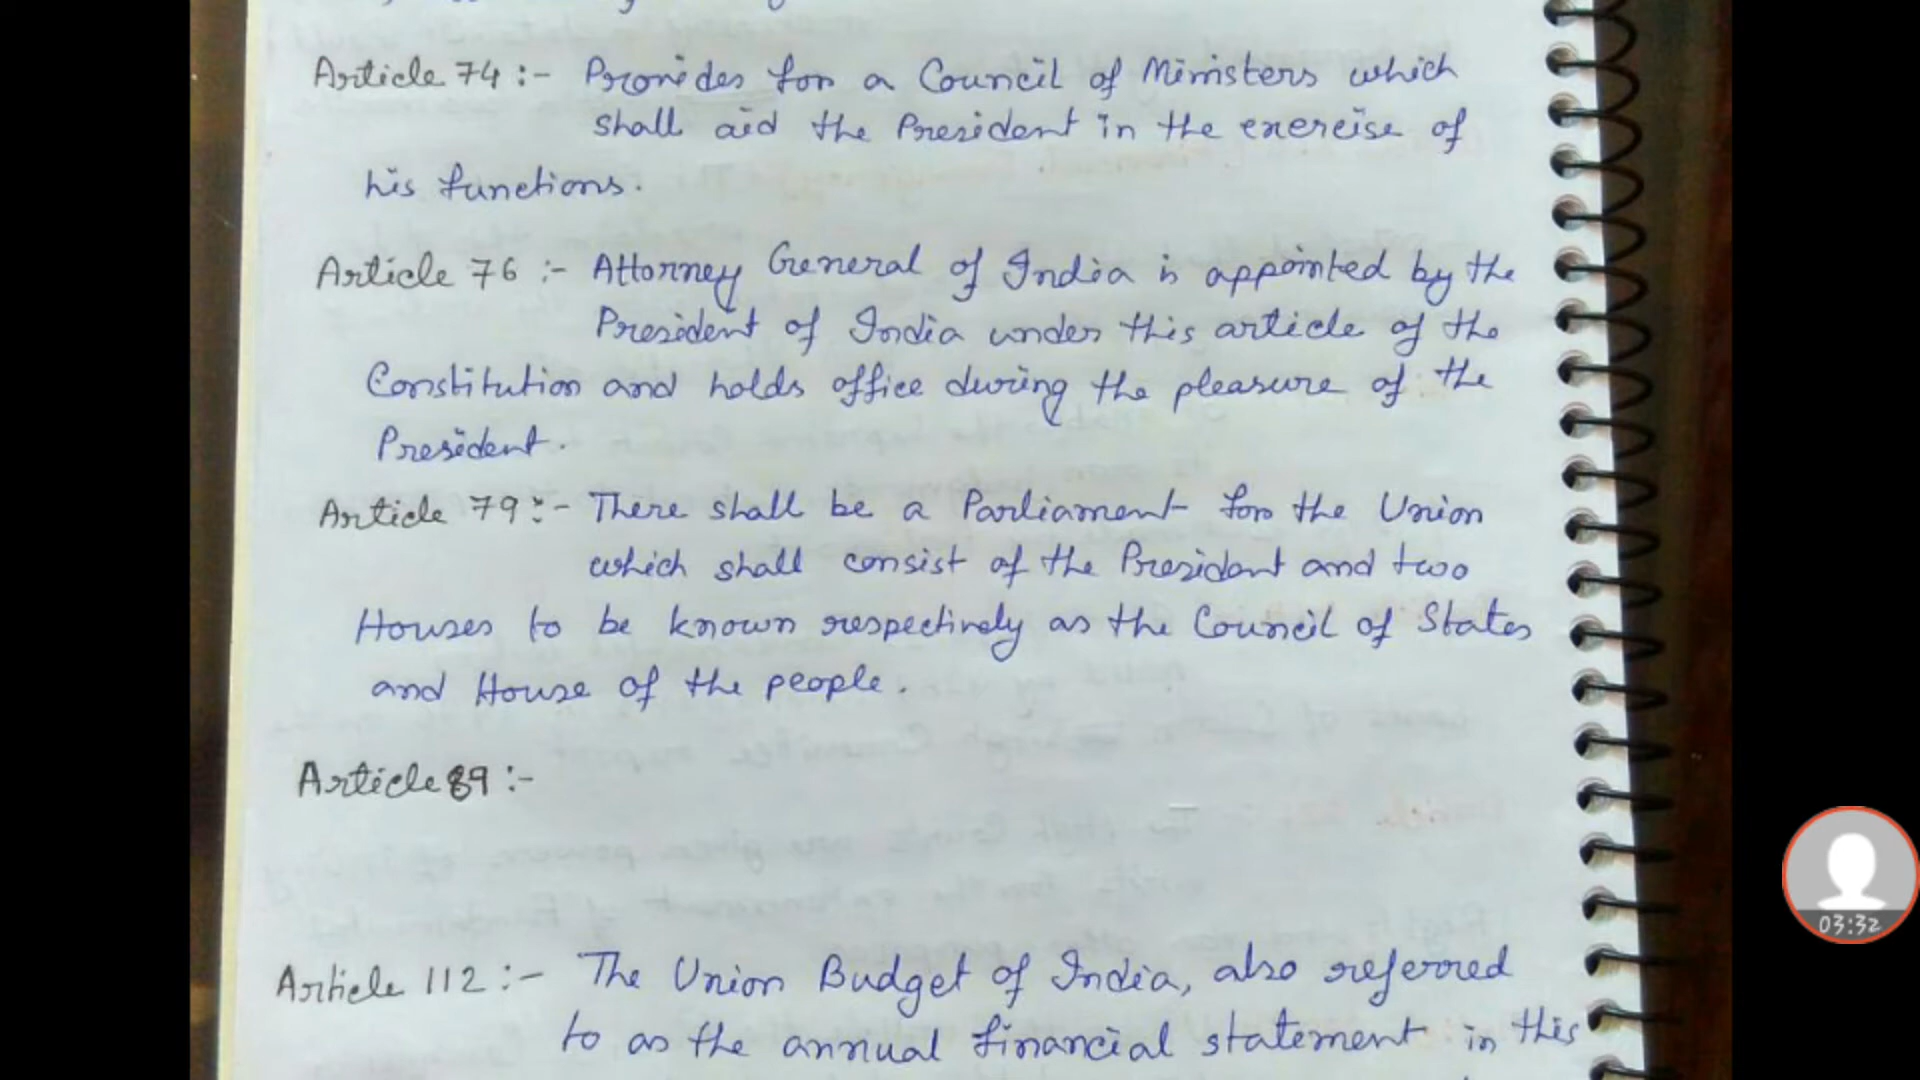 Article 74 :- Provides for a Council of Ministers which
shall aid the President in the exercise of
his functions.
Article 76 :- Attorney General of India is appointed by the
President of India under this article of the
Constitution and holds office during the pleasure of the
President.
Article 79 :- There shall be a Parliament for the Union
which shall consist of the President and two
Houses to be known respectively as the Council of States
and House of the people.
Article 89 :-
Article 112 :- The Union Budget of India, also referred
to as the annual financial statement in this
03:32